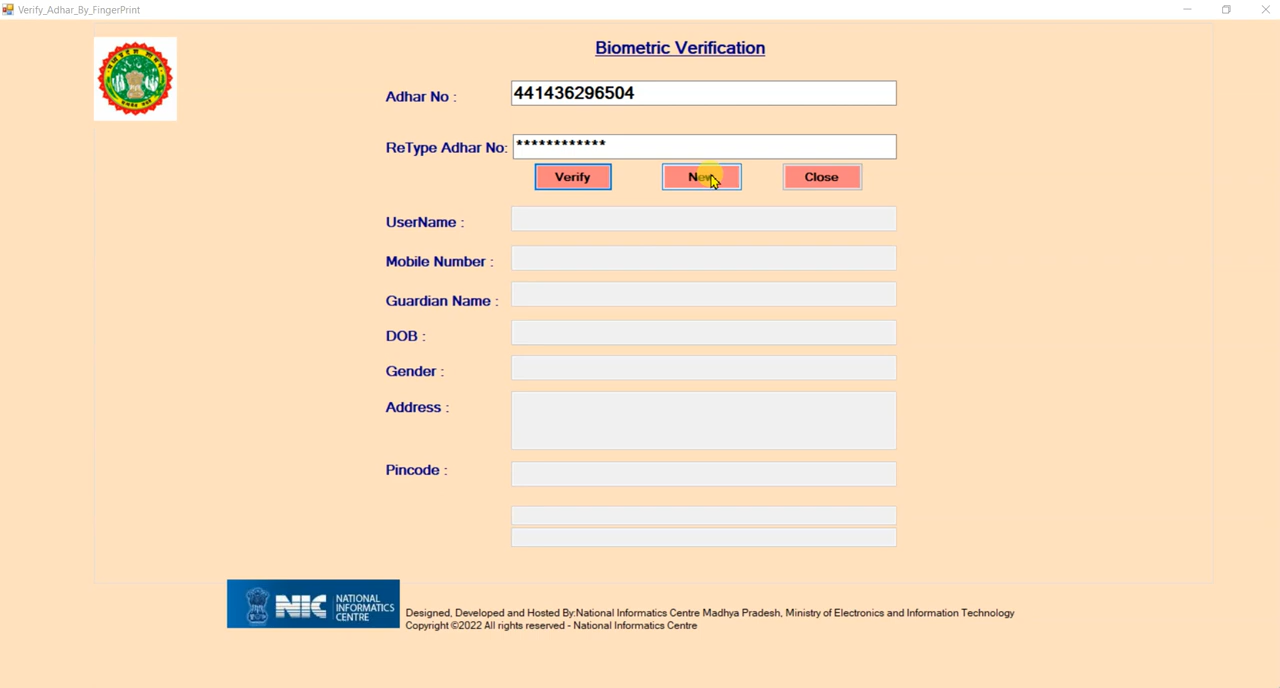 Verify_Adhar_By_FingerPrint
Biometric Verification
Adhar No : 441436296504
ReType Adhar No: ************
Verify New Close
UserName :
Mobile Number :
Guardian Name :
DOB :
Gender :
Address :
Pincode :
NIC NATIONAL INFORMATICS CENTRE
Designed, Developed and Hosted By:National Informatics Centre Madhya Pradesh, Ministry of Electronics and Information Technology
Copyright ©2022 All rights reserved - National Informatics Centre